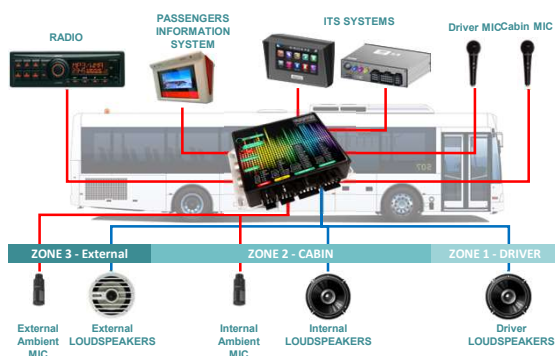 PASSENGERS
INFORMATION
SYSTEM
ITS SYSTEMS
Driver MIC
Cabin MIC
RADIO
507
ZONE 3 - External
ZONE 2 - CABIN
ZONE 1 - DRIVER
External
Ambient
MIC
External
LOUDSPEAKERS
Internal
Ambient
MIC
Internal
LOUDSPEAKERS
Driver
LOUDSPEAKERS